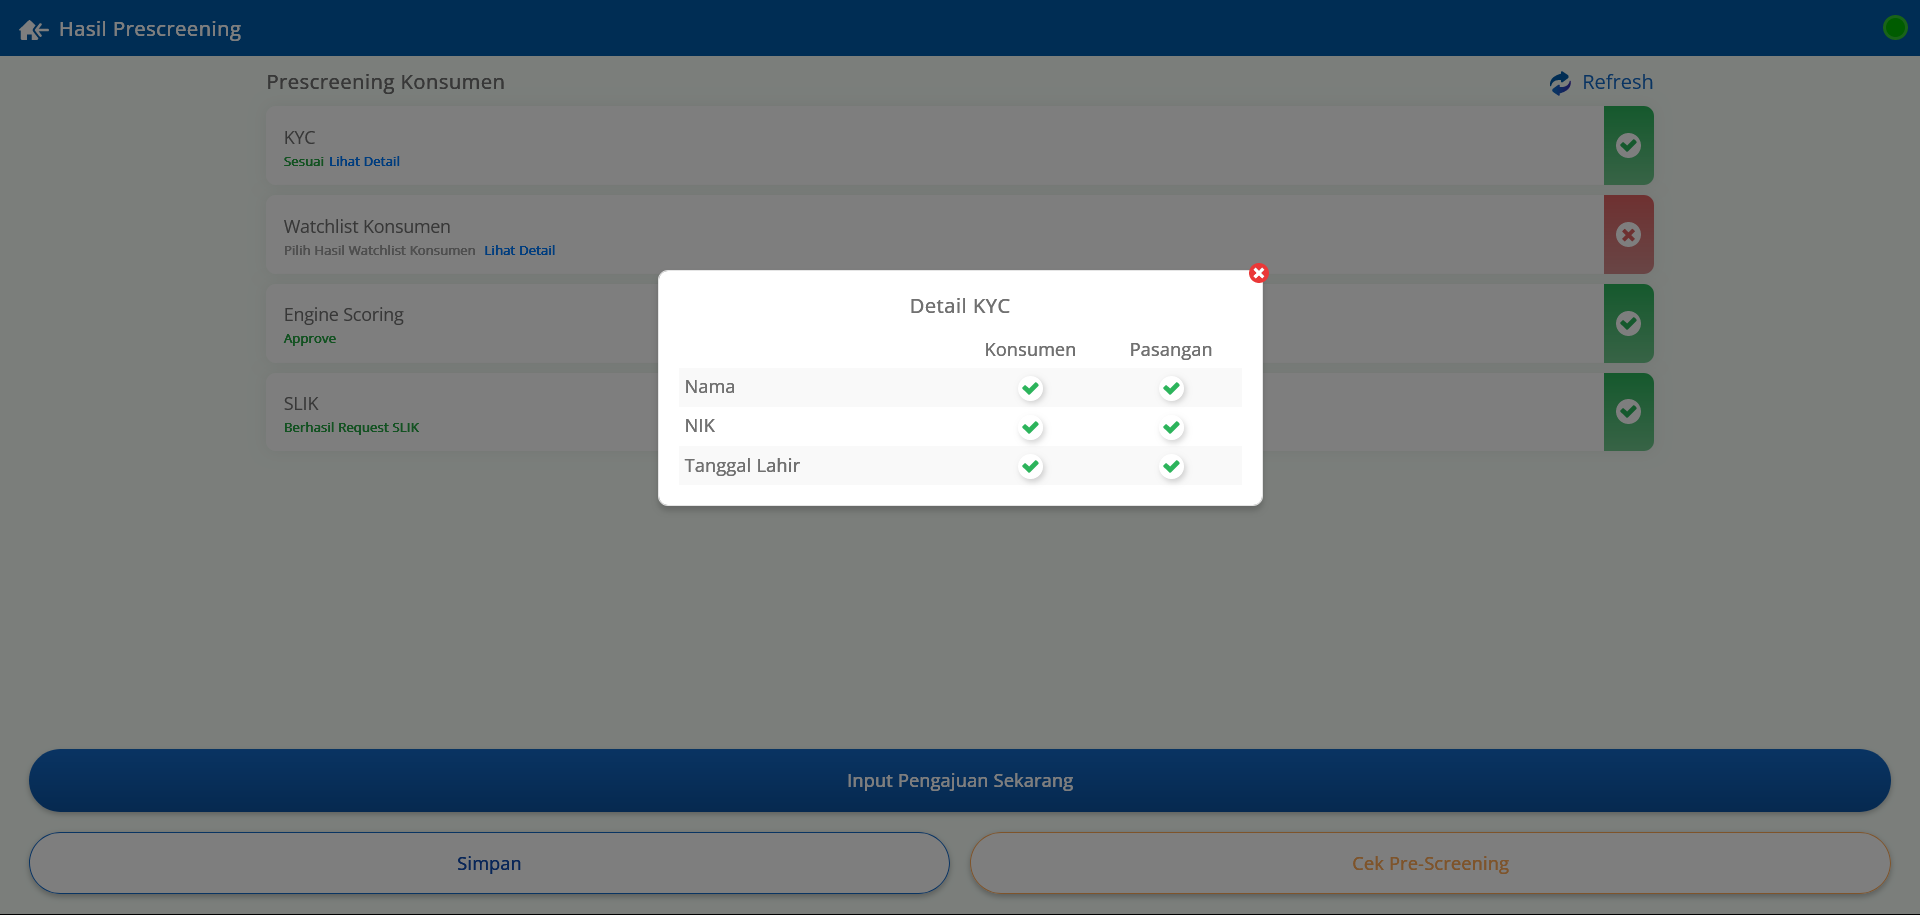 Hasil Prescreening
Prescreening Konsumen
Refresh
KYC
Sesuai Lihat Detail
Watchlist Konsumen
Pilih Hasil Watchlist Konsumen Lihat Detail
Engine Scoring
Approve
SLIK
Berhasil Request SLIK
Detail KYC
Konsumen Pasangan
Nama
NIK
Tanggal Lahir
Input Pengajuan Sekarang
Simpan
Cek Pre-Screening